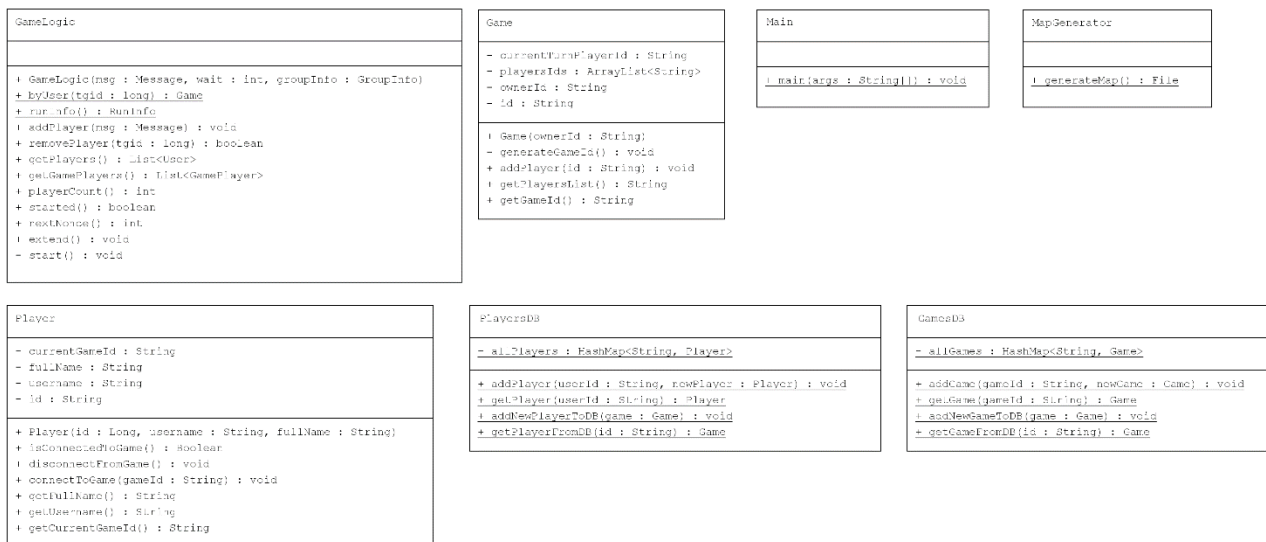 GameLogic
+ GameLogic(msg : Message, wait : int, groupInfo : GroupInfo)
+ byUser(tgid : long) : Game
+ runInfo() : RunInfo
+ addPlayer(msg : Message) : void
+ removePlayer(tgid : long) : boolean
+ getPlayers() : List<User>
+ getGamePlayers() : List<GamePlayer>
+ playerCount() : int
+ started() : boolean
+ nextNonce() : int
+ extend() : void
- start() : void
Game
- currentTurnPlayerId : String
- playersIds : ArrayList<String>
- ownerId : String
- id : String
+ Game(ownerId : String)
- generateGameId() : void
+ addPlayer(id : String) : void
+ getPlayersList() : String
+ getGameId() : String
Main
+ main(args : String[]) : void
MapGenerator
+ generateMap() : File
Player
- currentGameId : String
- fullName : String
- username : String
- id : String
+ Player(id : Long, username : String, fullName : String)
+ isConnectedToGame() : Boolean
+ disconnectFromGame() : void
+ connectToGame(gameId : String) : void
+ getFullName() : String
+ getUsername() : String
+ getCurrentGameId() : String
PlayersDB
- allPlayers : HashMap<String, Player>
+ addPlayer(userId : String, newPlayer : Player) : void
+ getPlayer(userId : String) : Player
+ addNewPlayerToDB(game : Game) : void
+ getPlayerFromDB(id : String) : Game
GamesDB
- allGames : HashMap<String, Game>
+ addGame(gameId : String, newGame : Game) : void
+ getGame(gameId : String) : Game
+ addNewGameToDB(game : Game) : void
+ getGameFromDB(id : String) : Game